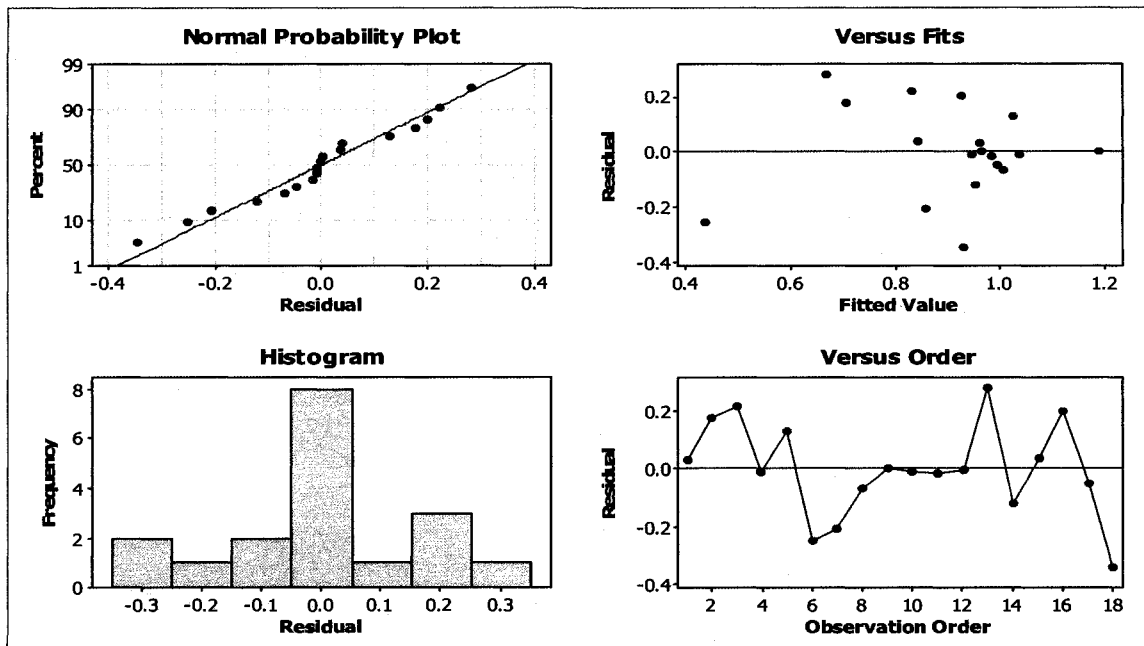 Normal Probability Plot
99
90
50
10
1
Percent
-0.4 -0.2 0.0 0.2 0.4
Residual
Versus Fits
0.2
0.0
-0.2
-0.4
Residual
0.4 0.6 0.8 1.0 1.2
Fitted Value
Histogram
8
6
4
2
0
Frequency
-0.3 -0.2 -0.1 0.0 0.1 0.2 0.3
Residual
Versus Order
0.2
0.0
-0.2
-0.4
Residual
2 4 6 8 10 12 14 16 18
Observation Order